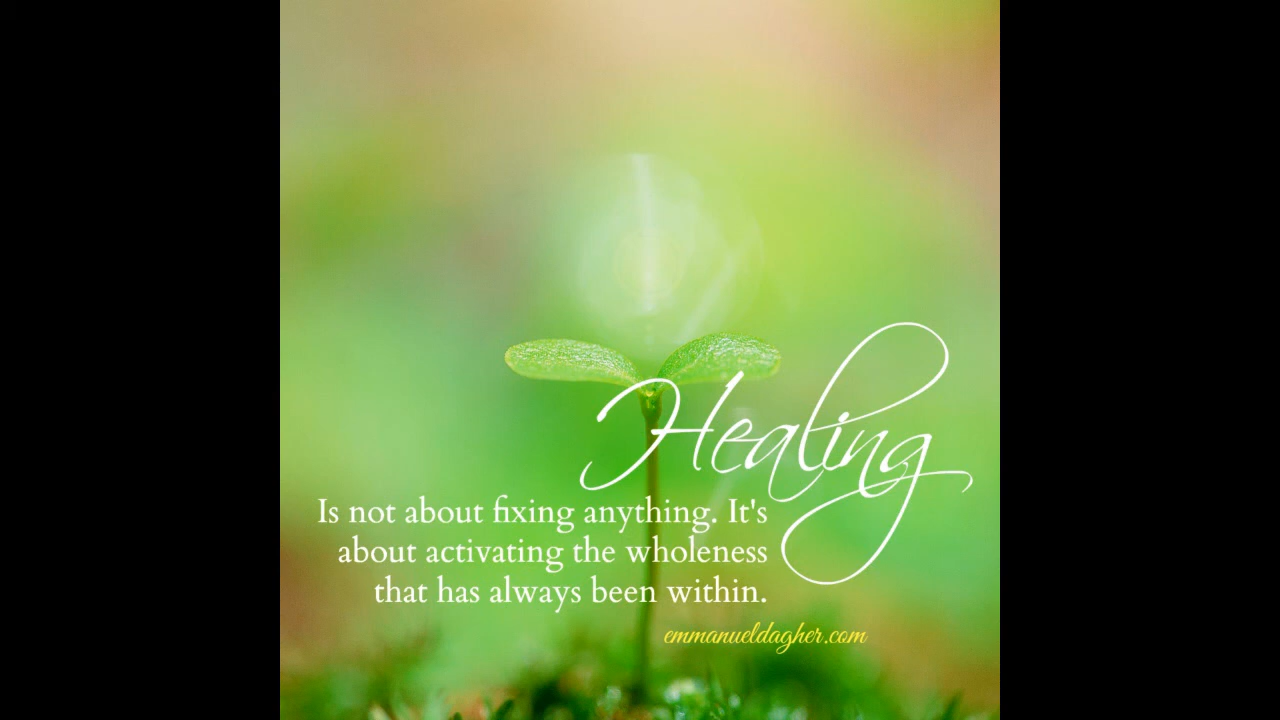 Healing
Is not about fixing anything. It's
about activating the wholeness
that has always been within.
emmanueldagher.com